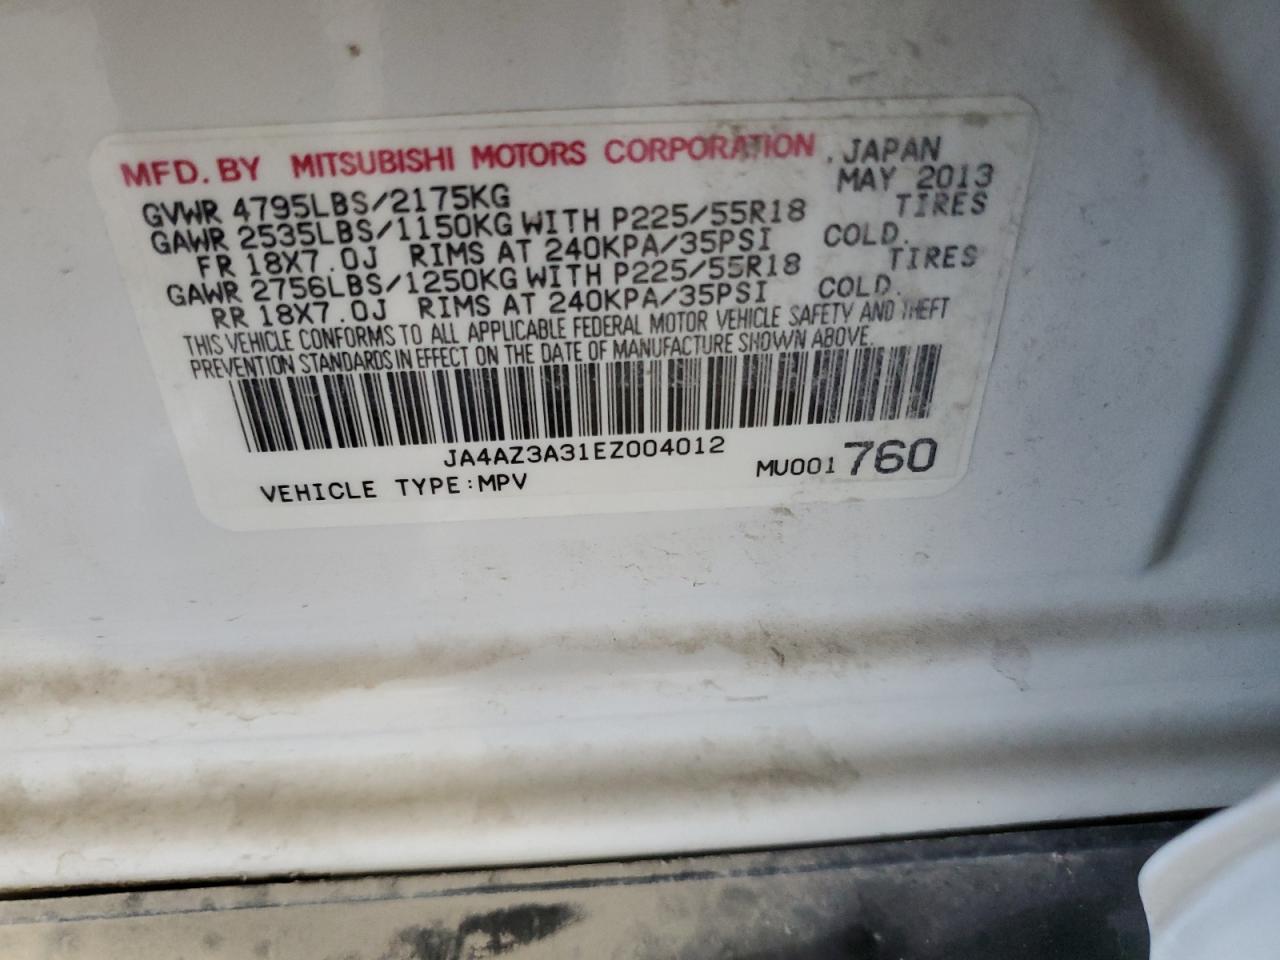 MFD. BY MITSUBISHI MOTORS CORPORATION, JAPAN
MAY 2013
GVWR 4795LBS/2175KG
GAWR 2535LBS/1150KG WITH P225/55R18 TIRES
FR 18X7.0J RIMS AT 240KPA/35PSI COLD.
GAWR 2756LBS/1250KG WITH P225/55R18 TIRES
RR 18X7.0J RIMS AT 240KPA/35PSI COLD.
THIS VEHICLE CONFORMS TO ALL APPLICABLE FEDERAL MOTOR VEHICLE SAFETY AND THEFT
PREVENTION STANDARDS IN EFFECT ON THE DATE OF MANUFACTURE SHOWN ABOVE.
JA4AZ3A31EZ004012
VEHICLE TYPE:MPV
MU001760